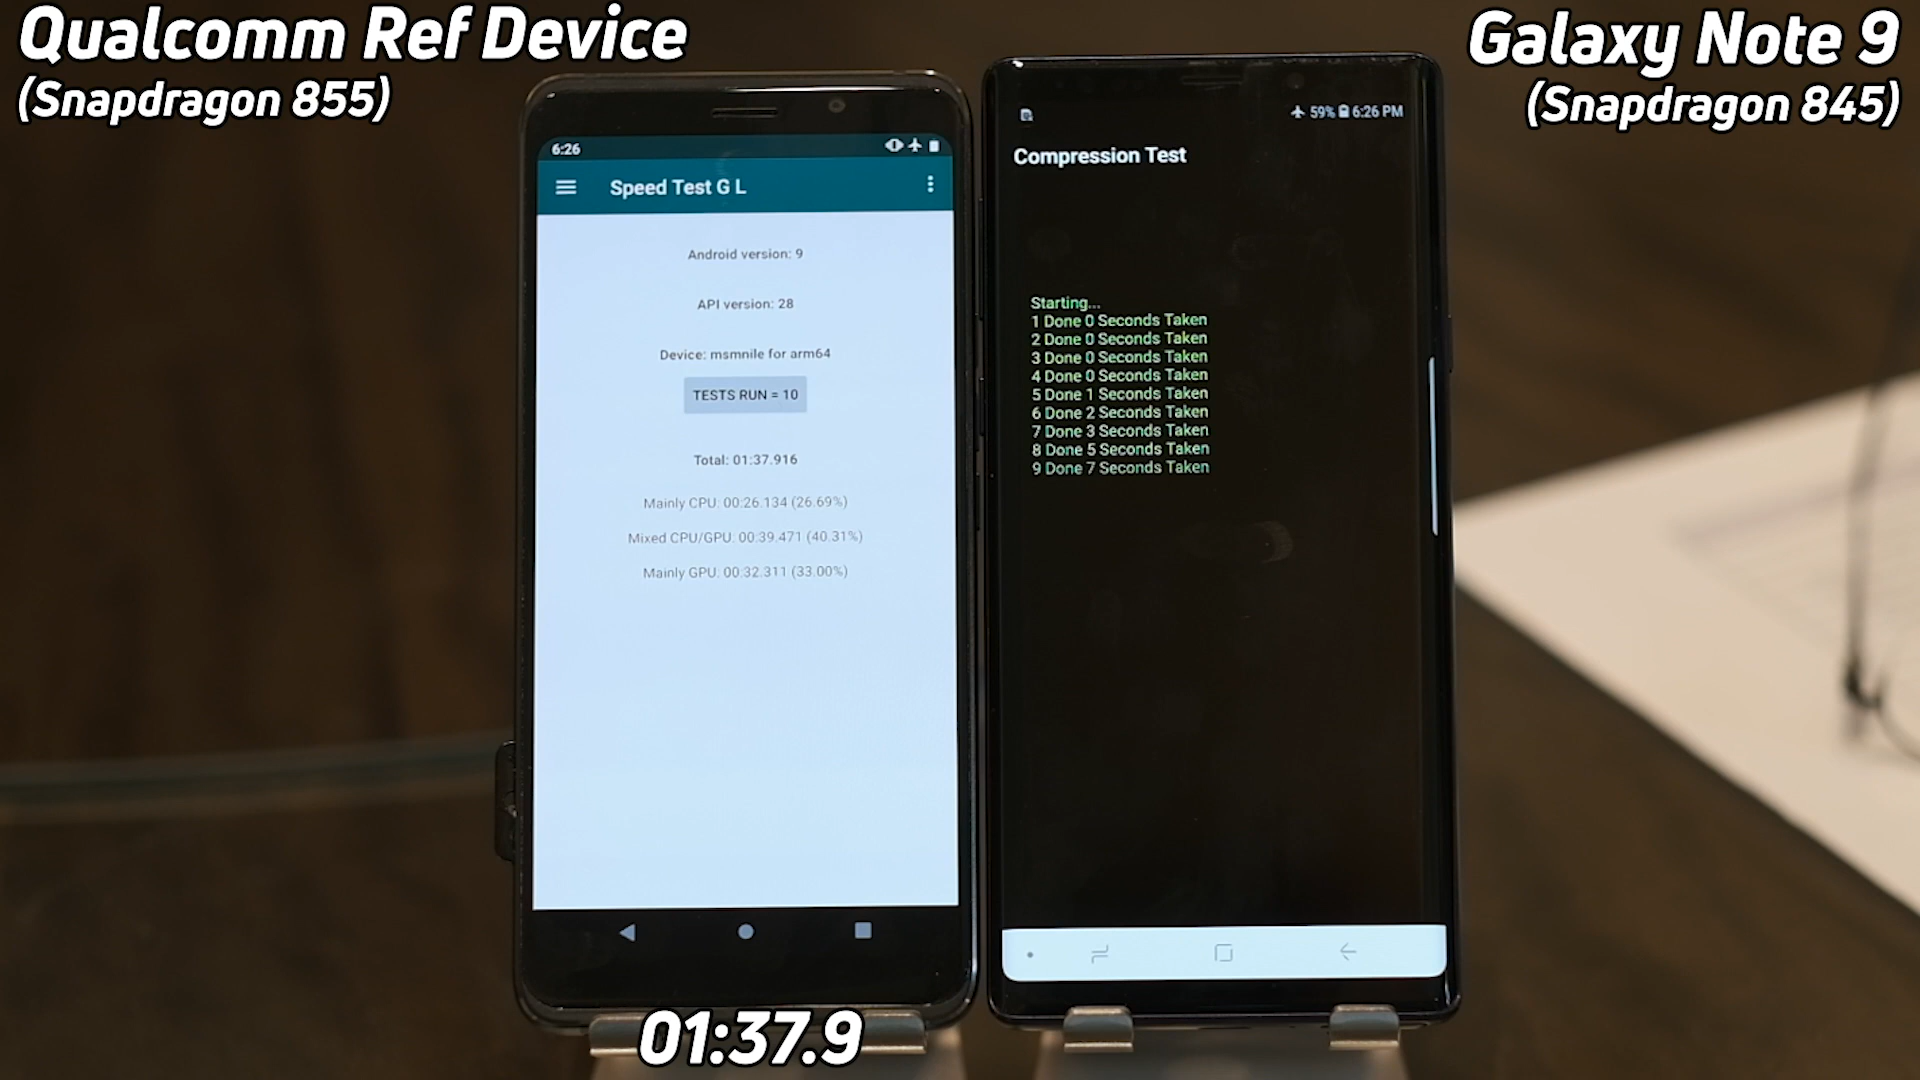 Qualcomm Ref Device
(Snapdragon 855)
Galaxy Note 9
(Snapdragon 845)
6:26
Speed Test G L
Android version: 9
API version: 28
Device: msmnile for arm64
TESTS RUN = 10
Total: 01:37.916
Mainly CPU: 00:26.134 (26.69%)
Mixed CPU/GPU: 00:39.471 (40.31%)
Mainly GPU: 00:32.311 (33.00%)
59% 6:26 PM
Compression Test
Starting...
1 Done 0 Seconds Taken
2 Done 0 Seconds Taken
3 Done 0 Seconds Taken
4 Done 0 Seconds Taken
5 Done 1 Seconds Taken
6 Done 2 Seconds Taken
7 Done 3 Seconds Taken
8 Done 5 Seconds Taken
9 Done 7 Seconds Taken
01:37.9